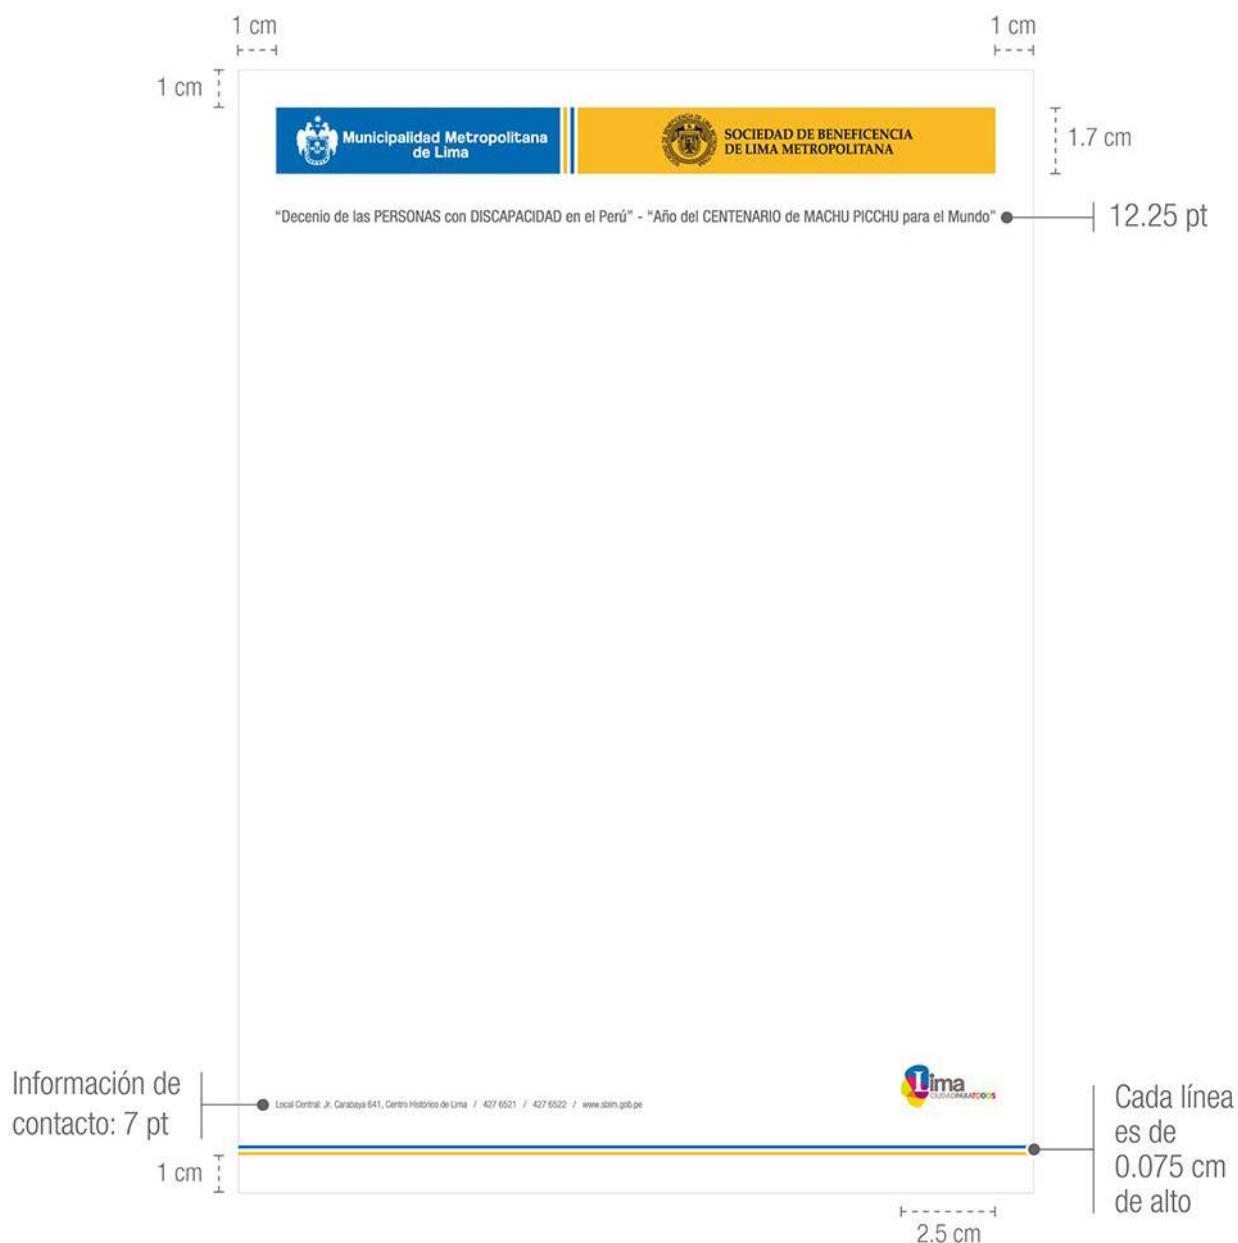 1 cm
1 cm
1 cm
Municipalidad Metropolitana
de Lima
SOCIEDAD DE BENEFICENCIA
DE LIMA METROPOLITANA
1.7 cm
“Decenio de las PERSONAS con DISCAPACIDAD en el Perú” - “Año del CENTENARIO de MACHU PICCHU para el Mundo”
12.25 pt
Lima
CIUDADPARATODOS
Información de
contacto: 7 pt
Local Central: Jr. Carabaya 641, Centro Histórico de Lima / 427 6521 / 427 6522 / www.sblm.gob.pe
Cada línea
es de
0.075 cm
de alto
1 cm
2.5 cm